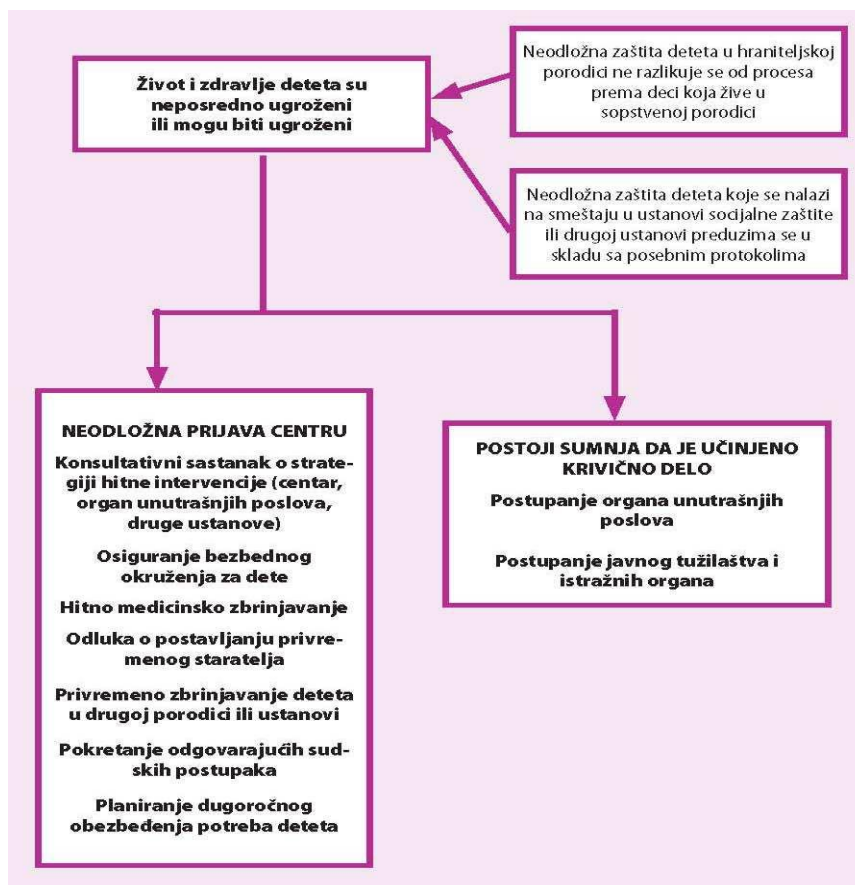 Život i zdravlje deteta su
neposredno ugroženi
ili mogu biti ugroženi
Neodložna zaštita deteta u hraniteljskoj
porodici ne razlikuje se od procesa
prema deci koja žive u
sopstvenoj porodici
Neodložna zaštita deteta koje se nalazi
na smeštaju u ustanovi socijalne zaštite
ili drugoj ustanovi preduzima se u
skladu sa posebnim protokolima
NEODLOŽNA PRIJAVA CENTRU
Konsultativni sastanak o strate-
giji hitne intervencije (centar,
organ unutrašnjih poslova,
druge ustanove)
Osiguranje bezbednog
okruženja za dete
Hitno medicinsko zbrinjavanje
Odluka o postavljanju privre-
menog staratelja
Privremeno zbrinjavanje deteta
u drugoj porodici ili ustanovi
Pokretanje odgovarajućih sud-
skih postupaka
Planiranje dugoročnog
obezbeđenja potreba deteta
POSTOJI SUMNJA DA JE UČINJENO
KRIVIČNO DELO
Postupanje organa unutrašnjih
poslova
Postupanje javnog tužilaštva i
istražnih organa